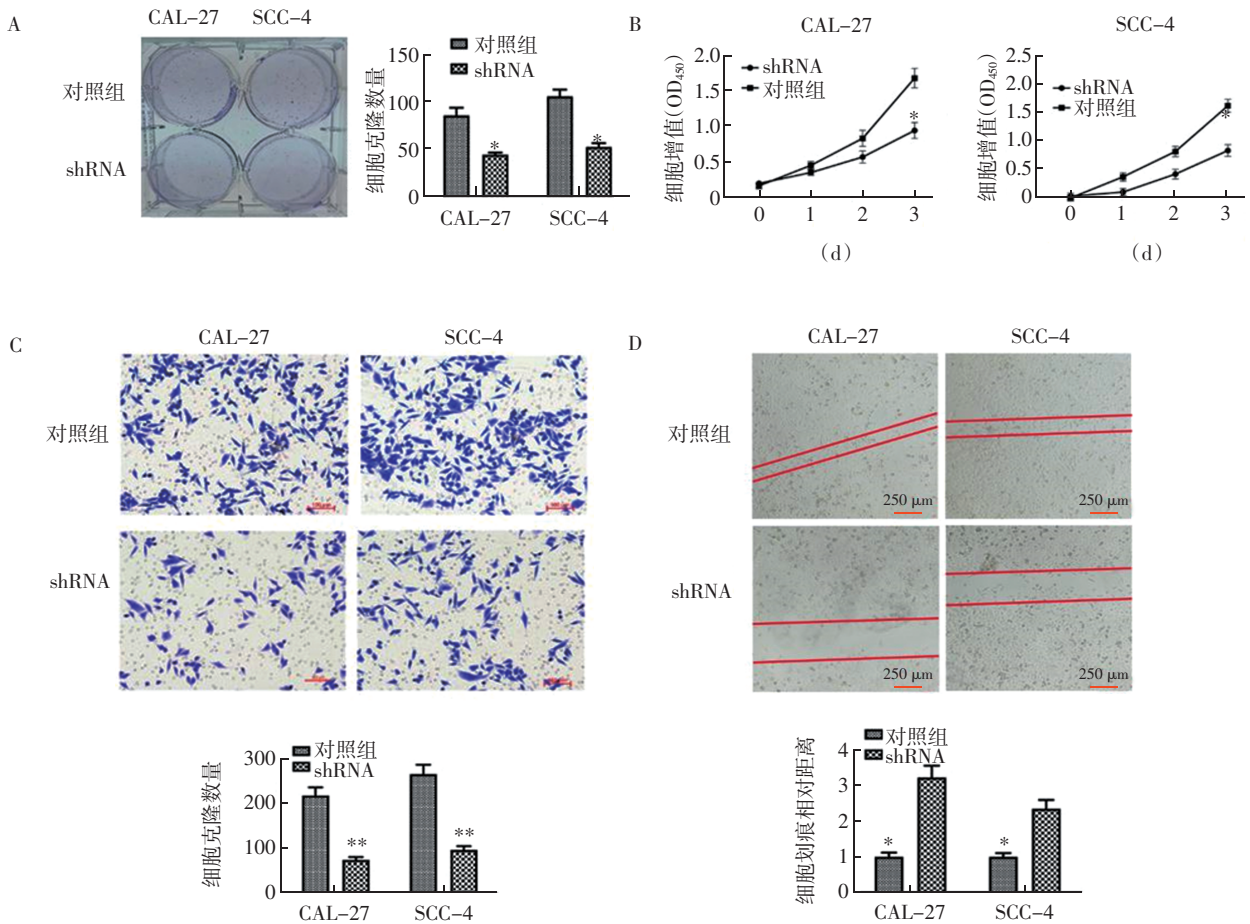 A
CAL-27 SCC-4
对照组
shRNA
细胞克隆数量
150
100
50
0
对照组
shRNA
*
*
CAL-27 SCC-4
B
CAL-27
细胞增值(OD450)
2.0
1.5
1.0
0.5
0
shRNA
对照组
*
0 1 2 3
(d)
SCC-4
细胞增值(OD450)
2.5
2.0
1.5
1.0
0.5
0
shRNA
对照组
*
0 1 2 3
(d)
C
CAL-27 SCC-4
对照组
shRNA
细胞克隆数量
300
200
100
0
对照组
shRNA
**
**
CAL-27 SCC-4
D
CAL-27 SCC-4
对照组
250 μm 250 μm
shRNA
250 μm 250 μm
细胞划痕相对距离
4
3
2
1
0
对照组
shRNA
*
*
CAL-27 SCC-4